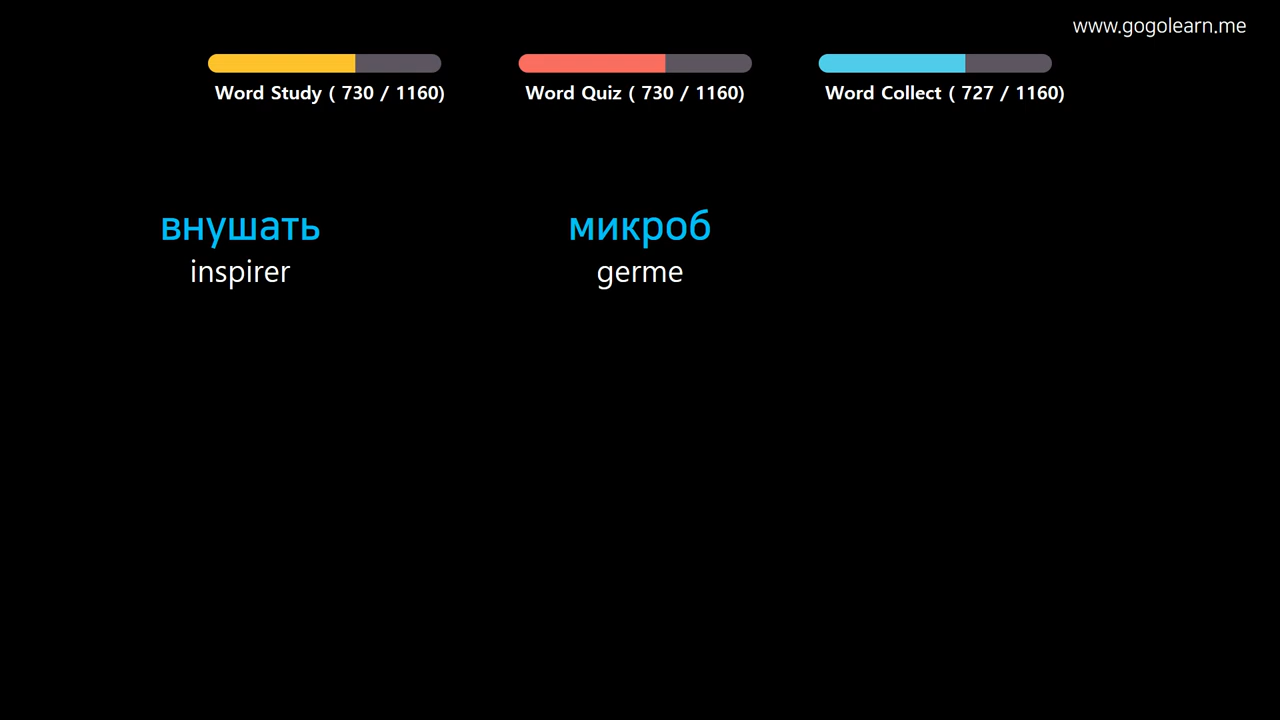 www.gogolearn.me
Word Study ( 730 / 1160)
Word Quiz ( 730 / 1160)
Word Collect ( 727 / 1160)
внушать
inspirer
микроб
germe